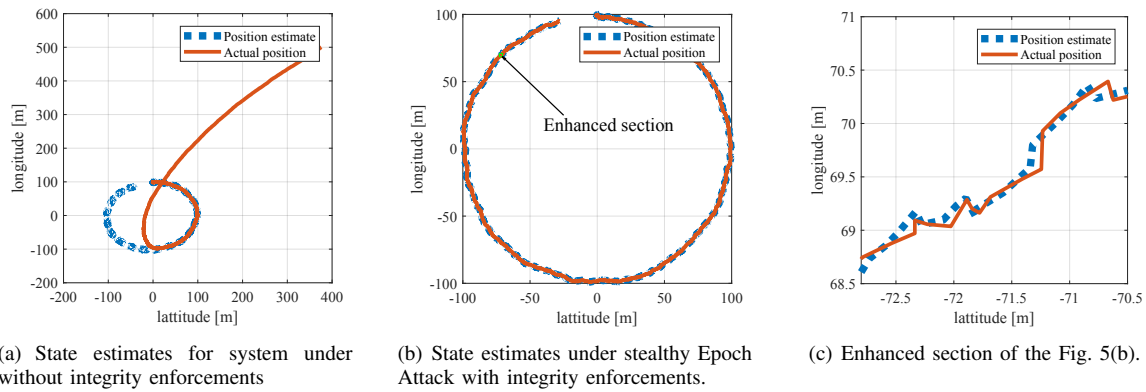 600
500
400
300
200
100
0
-100
-200
-200
-100
0
100
200
300
400
longitude [m]
lattitude [m]
Position estimate
Actual position
(a) State estimates for system under
without integrity enforcements
100
50
0
-50
-100
-100
-50
0
50
100
longitude [m]
lattitude [m]
Position estimate
Actual position
Enhanced section
(b) State estimates under stealthy Epoch
Attack with integrity enforcements.
71
70.5
70
69.5
69
68.5
-72.5
-72
-71.5
-71
-70.5
longitude [m]
lattitude [m]
Position estimate
Actual position
(c) Enhanced section of the Fig. 5(b).